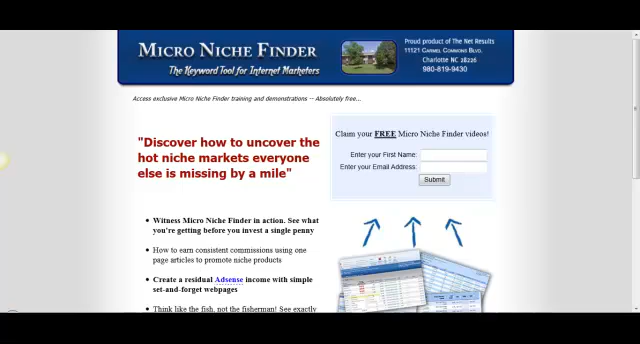 MICRO NICHE FINDER
The Keyword Tool for Internet Marketers
Proud product of The Net Results
11121 CARMEL COMMONS BLVD.
CHARLOTTE NC 28226
980-819-9430
Access exclusive Micro Niche Finder training and demonstrations -- Absolutely free...
"Discover how to uncover the
hot niche markets everyone
else is missing by a mile"
Claim your FREE Micro Niche Finder videos!
Enter your First Name:
Enter your Email Address:
Submit
Witness Micro Niche Finder in action. See what
you're getting before you invest a single penny
How to earn consistent commissions using one
page articles to promote niche products
Create a residual Adsense income with simple
set-and-forget webpages
Think like the fish, not the fisherman! See exactly